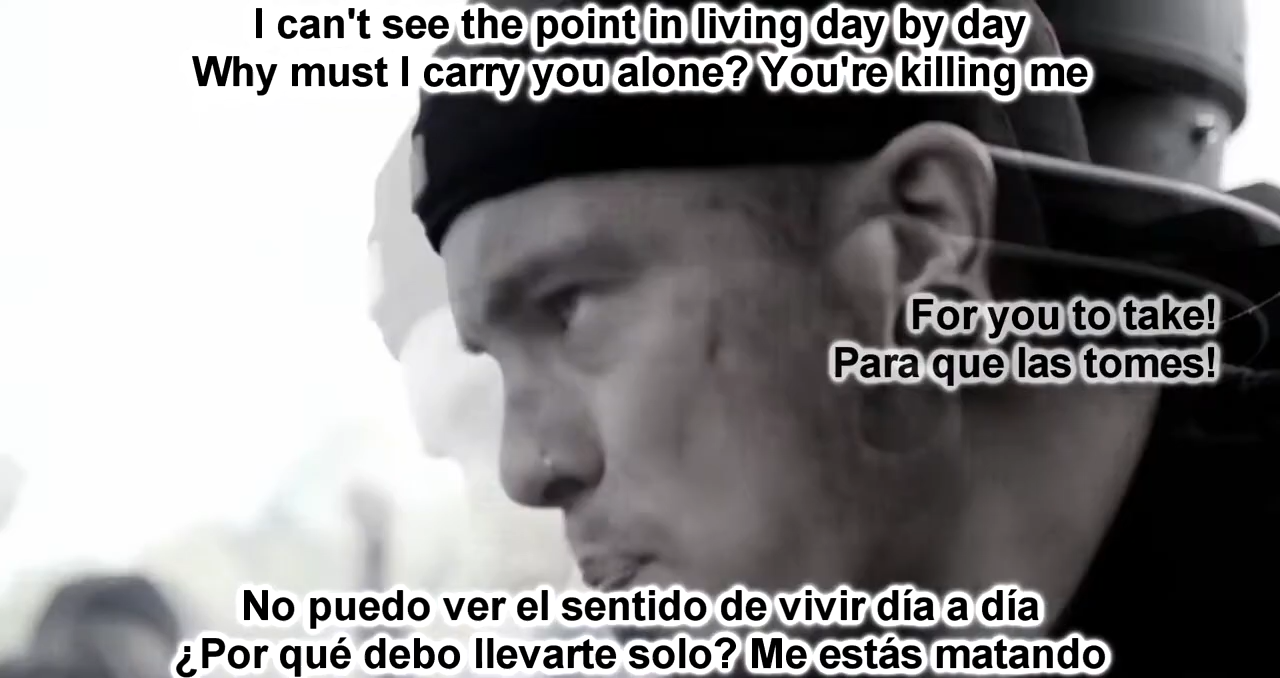 I can't see the point in living day by day
Why must I carry you alone? You're killing me
For you to take!
Para que las tomes!
No puedo ver el sentido de vivir día a día
¿Por qué debo llevarte solo? Me estás matando